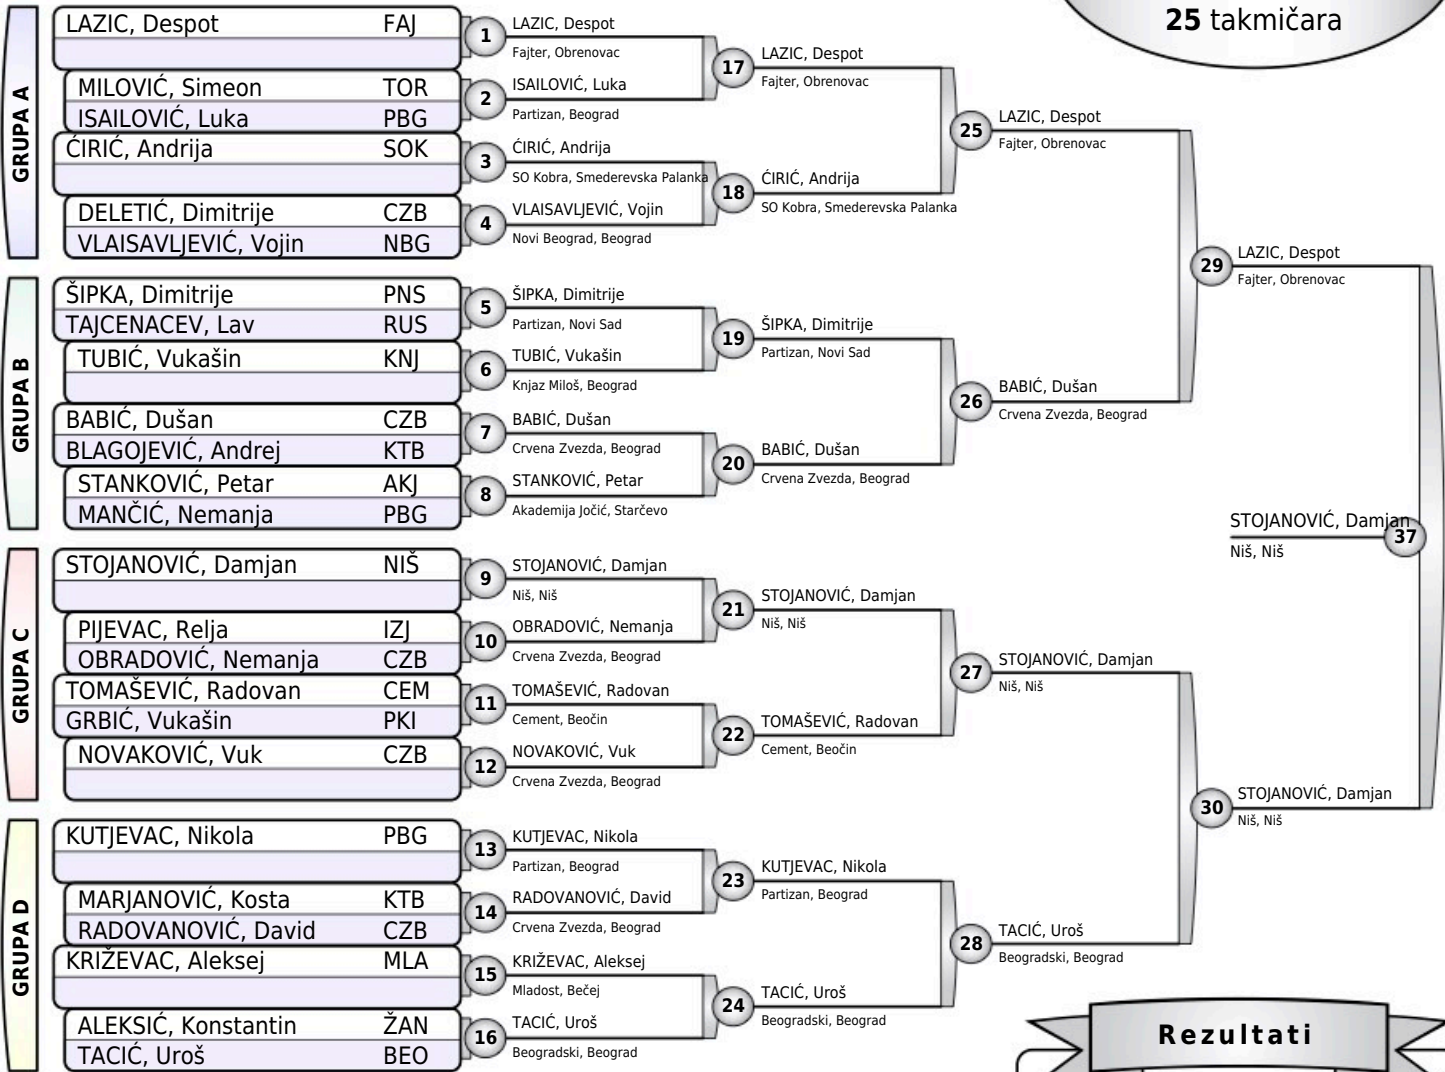 25 takmičara
GRUPA A
LAZIC, Despot FAJ
MILOVIĆ, Simeon TOR
ISAILOVIĆ, Luka PBG
ĆIRIĆ, Andrija SOK
DELETIĆ, Dimitrije CZB
VLAISAVLJEVIĆ, Vojin NBG
GRUPA B
ŠIPKA, Dimitrije PNS
TAJCENACEV, Lav RUS
TUBIĆ, Vukašin KNJ
BABIĆ, Dušan CZB
BLAGOJEVIĆ, Andrej KTB
STANKOVIĆ, Petar AKJ
MANČIĆ, Nemanja PBG
GRUPA C
STOJANOVIĆ, Damjan NIŠ
PIJEVAC, Relja IZJ
OBRADOVIĆ, Nemanja CZB
TOMAŠEVIĆ, Radovan CEM
GRBIĆ, Vukašin PKI
NOVAKOVIĆ, Vuk CZB
GRUPA D
KUTJEVAC, Nikola PBG
MARJANOVIĆ, Kosta KTB
RADOVANOVIĆ, David CZB
KRIŽEVAC, Aleksej MLA
ALEKSIĆ, Konstantin ŽAN
TACIĆ, Uroš BEO
1 LAZIC, Despot
Fajter, Obrenovac
2 ISAILOVIĆ, Luka
Partizan, Beograd
3 ĆIRIĆ, Andrija
SO Kobra, Smederevska Palanka
4 VLAISAVLJEVIĆ, Vojin
Novi Beograd, Beograd
5 ŠIPKA, Dimitrije
Partizan, Novi Sad
6 TUBIĆ, Vukašin
Knjaz Miloš, Beograd
7 BABIĆ, Dušan
Crvena Zvezda, Beograd
8 STANKOVIĆ, Petar
Akademija Jočić, Starčevo
9 STOJANOVIĆ, Damjan
Niš, Niš
10 OBRADOVIĆ, Nemanja
Crvena Zvezda, Beograd
11 TOMAŠEVIĆ, Radovan
Cement, Beočin
12 NOVAKOVIĆ, Vuk
Crvena Zvezda, Beograd
13 KUTJEVAC, Nikola
Partizan, Beograd
14 RADOVANOVIĆ, David
Crvena Zvezda, Beograd
15 KRIŽEVAC, Aleksej
Mladost, Bečej
16 TACIĆ, Uroš
Beogradski, Beograd
17 LAZIC, Despot
Fajter, Obrenovac
18 ĆIRIĆ, Andrija
SO Kobra, Smederevska Palanka
19 ŠIPKA, Dimitrije
Partizan, Novi Sad
20 BABIĆ, Dušan
Crvena Zvezda, Beograd
21 STOJANOVIĆ, Damjan
Niš, Niš
22 TOMAŠEVIĆ, Radovan
Cement, Beočin
23 KUTJEVAC, Nikola
Partizan, Beograd
24 TACIĆ, Uroš
Beogradski, Beograd
25 LAZIC, Despot
Fajter, Obrenovac
26 BABIĆ, Dušan
Crvena Zvezda, Beograd
27 STOJANOVIĆ, Damjan
Niš, Niš
28 TACIĆ, Uroš
Beogradski, Beograd
29 LAZIC, Despot
Fajter, Obrenovac
30 STOJANOVIĆ, Damjan
Niš, Niš
STOJANOVIĆ, Damjan 37
Niš, Niš
Rezultati